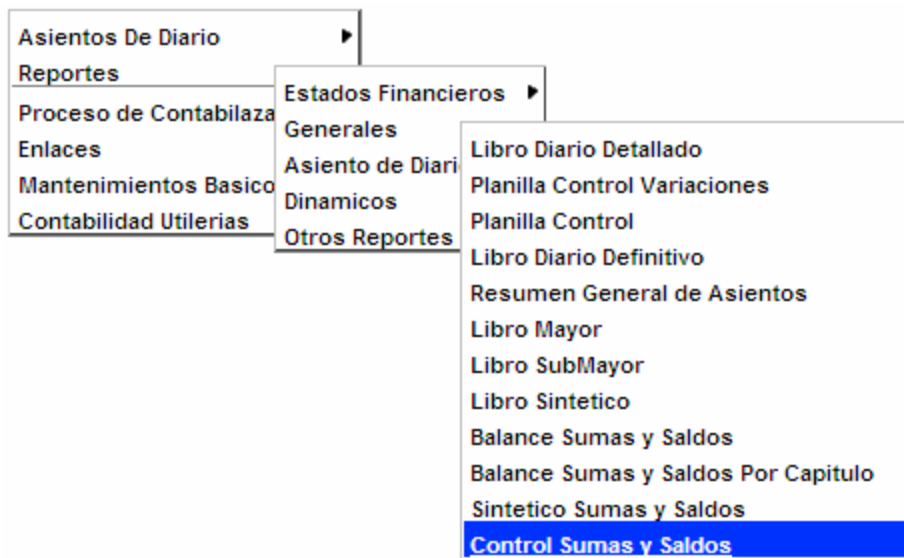 Asientos De Diario
Reportes
Proceso de Contabilaza
Enlaces
Mantenimientos Basico
Contabilidad Utilerias
Estados Financieros
Generales
Asiento de Diari
Dinamicos
Otros Reportes
Libro Diario Detallado
Planilla Control Variaciones
Planilla Control
Libro Diario Definitivo
Resumen General de Asientos
Libro Mayor
Libro SubMayor
Libro Sintetico
Balance Sumas y Saldos
Balance Sumas y Saldos Por Capitulo
Sintetico Sumas y Saldos
Control Sumas y Saldos